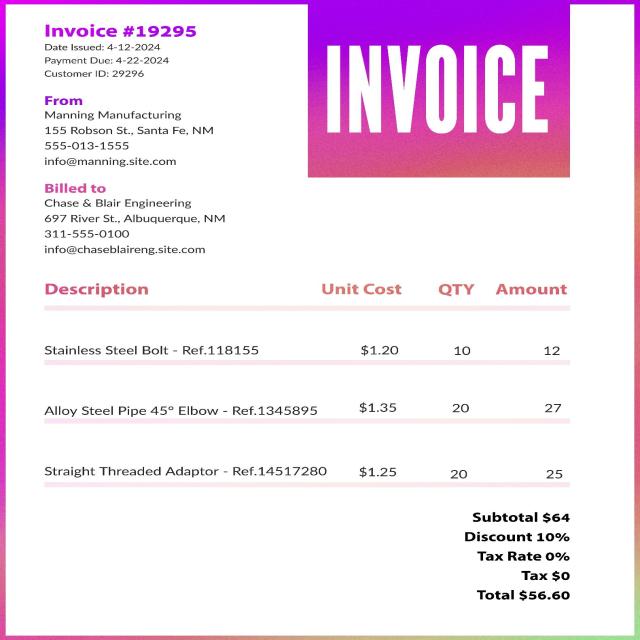 Invoice #19295
Date Issued: 4-12-2024
Payment Due: 4-22-2024
Customer ID: 29296
INVOICE
From
Manning Manufacturing
155 Robson St., Santa Fe, NM
555-013-1555
info@manning.site.com
Billed to
Chase & Blair Engineering
697 River St., Albuquerque, NM
311-555-0100
info@chaseblaireng.site.com
Description Unit Cost QTY Amount
Stainless Steel Bolt - Ref.118155 $1.20 10 12
Alloy Steel Pipe 45° Elbow - Ref.1345895 $1.35 20 27
Straight Threaded Adaptor - Ref.14517280 $1.25 20 25
Subtotal $64
Discount 10%
Tax Rate 0%
Tax $0
Total $56.60